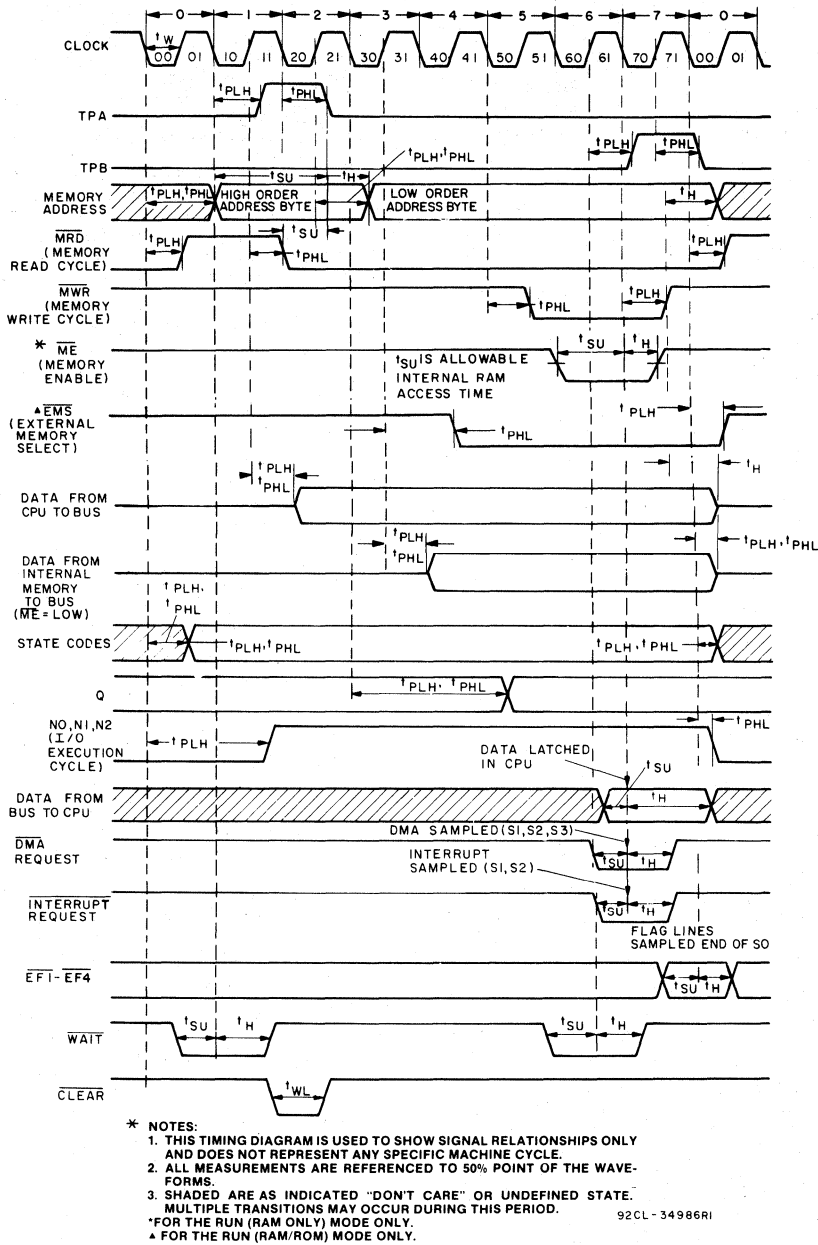 0 1 2 3 4 5 6 7 0
CLOCK
tW
00 01 10 11 20 21 30 31 40 41 50 51 60 61 70 71 00 01
tPLH tPHL
TPA
tPLH tPHL
TPB
tPLH,tPHL
tSU tH
MEMORY
ADDRESS
tPLH,tPHL
HIGH ORDER
ADDRESS BYTE
LOW ORDER
ADDRESS BYTE
tH
MRD
(MEMORY
READ CYCLE)
tPLH
tSU
tPHL
tPLH
MWR
(MEMORY
WRITE CYCLE)
tPHL
tPLH
* ME
(MEMORY
ENABLE)
tSU IS ALLOWABLE
INTERNAL RAM
ACCESS TIME
tSU tH
▲EMS
(EXTERNAL
MEMORY
SELECT)
tPHL
tPLH
DATA FROM
CPU TO BUS
tPLH
tPHL
tH
DATA FROM
INTERNAL
MEMORY
TO BUS
(ME=LOW)
tPLH
tPHL
tPLH,tPHL
STATE CODES
tPLH,
tPHL
tPLH,tPHL
tPLH,tPHL
Q
tPLH, tPHL
N0,N1,N2
(I/O
EXECUTION
CYCLE)
tPLH
tPHL
DATA LATCHED
IN CPU
DATA FROM
BUS TO CPU
tSU
tH
DMA
REQUEST
DMA SAMPLED(S1,S2,S3)
tSU tH
INTERRUPT
SAMPLED (S1,S2)
INTERRUPT
REQUEST
tSU tH
FLAG LINES
SAMPLED END OF SO
EF1-EF4
tSU tH
WAIT
tSU tH
tSU tH
CLEAR
tWL
* NOTES:
1. THIS TIMING DIAGRAM IS USED TO SHOW SIGNAL RELATIONSHIPS ONLY
AND DOES NOT REPRESENT ANY SPECIFIC MACHINE CYCLE.
2. ALL MEASUREMENTS ARE REFERENCED TO 50% POINT OF THE WAVE-
FORMS.
3. SHADED ARE AS INDICATED "DON'T CARE" OR UNDEFINED STATE.
MULTIPLE TRANSITIONS MAY OCCUR DURING THIS PERIOD.
*FOR THE RUN (RAM ONLY) MODE ONLY.
▲ FOR THE RUN (RAM/ROM) MODE ONLY.
92CL-34986R1